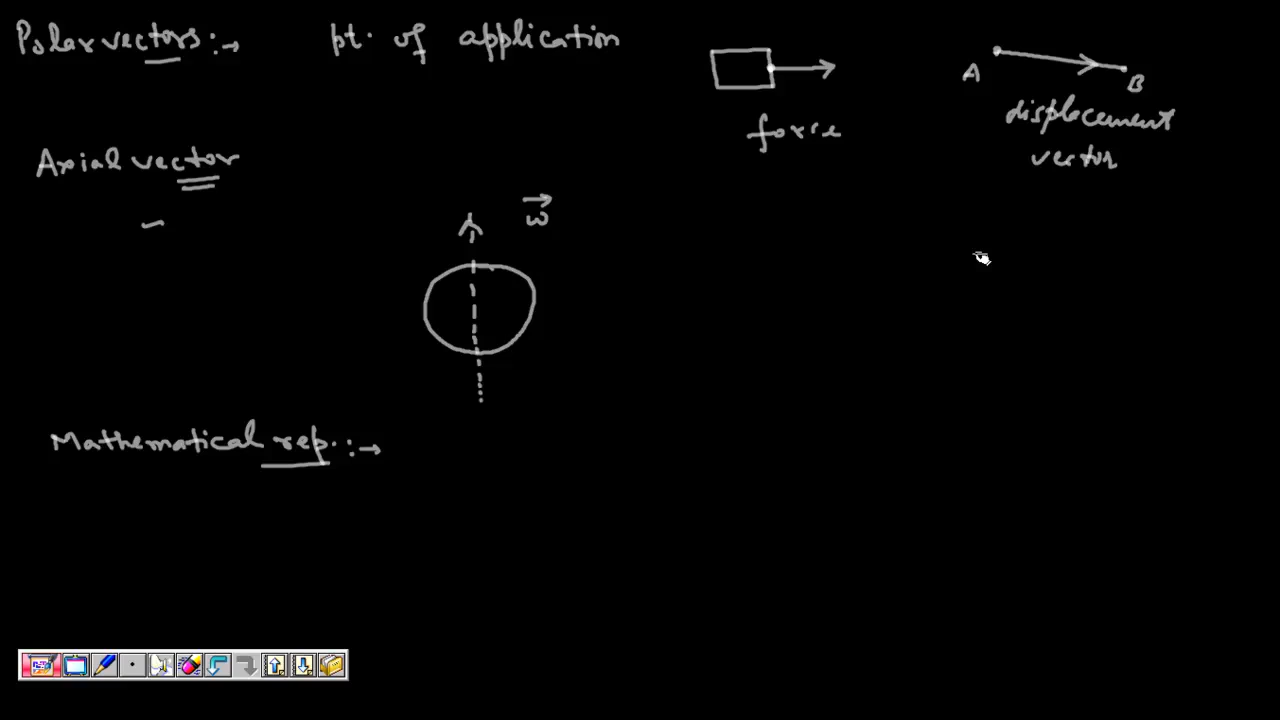 Polar vectors :→ pt. of application
force
A B
displacement
vector
Axial vector
ω
Mathematical rep. :→